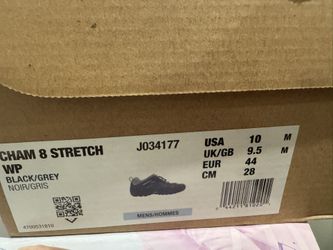 CHAM 8 STRETCH
WP
BLACK/GREY
NOIR/GRIS
J034177
USA 10 M
UK/GB 9.5 M
EUR 44
CM 28
4700531810
MENS/HOMMES